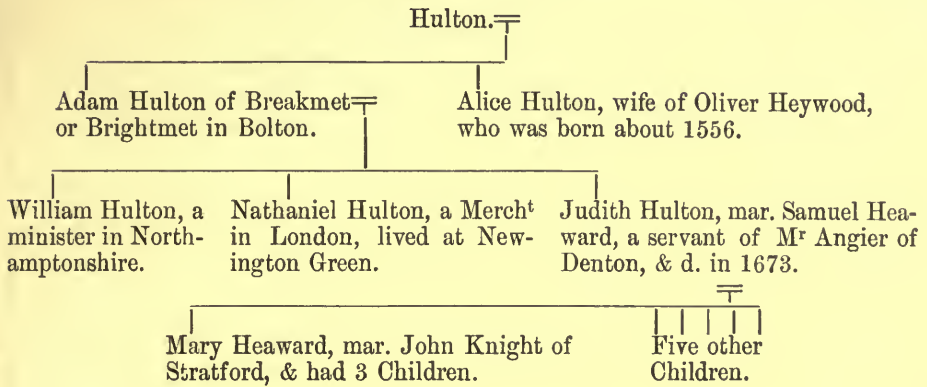 Hulton.
Adam Hulton of Breakmet
or Brightmet in Bolton.
Alice Hulton, wife of Oliver Heywood,
who was born about 1556.
William Hulton, a
minister in North-
amptonshire.
Nathaniel Hulton, a Merchᵗ
in London, lived at New-
ington Green.
Judith Hulton, mar. Samuel Hea-
ward, a servant of Mʳ Angier of
Denton, & d. in 1673.
Mary Heaward, mar. John Knight of
Stratford, & had 3 Children.
Five other
Children.